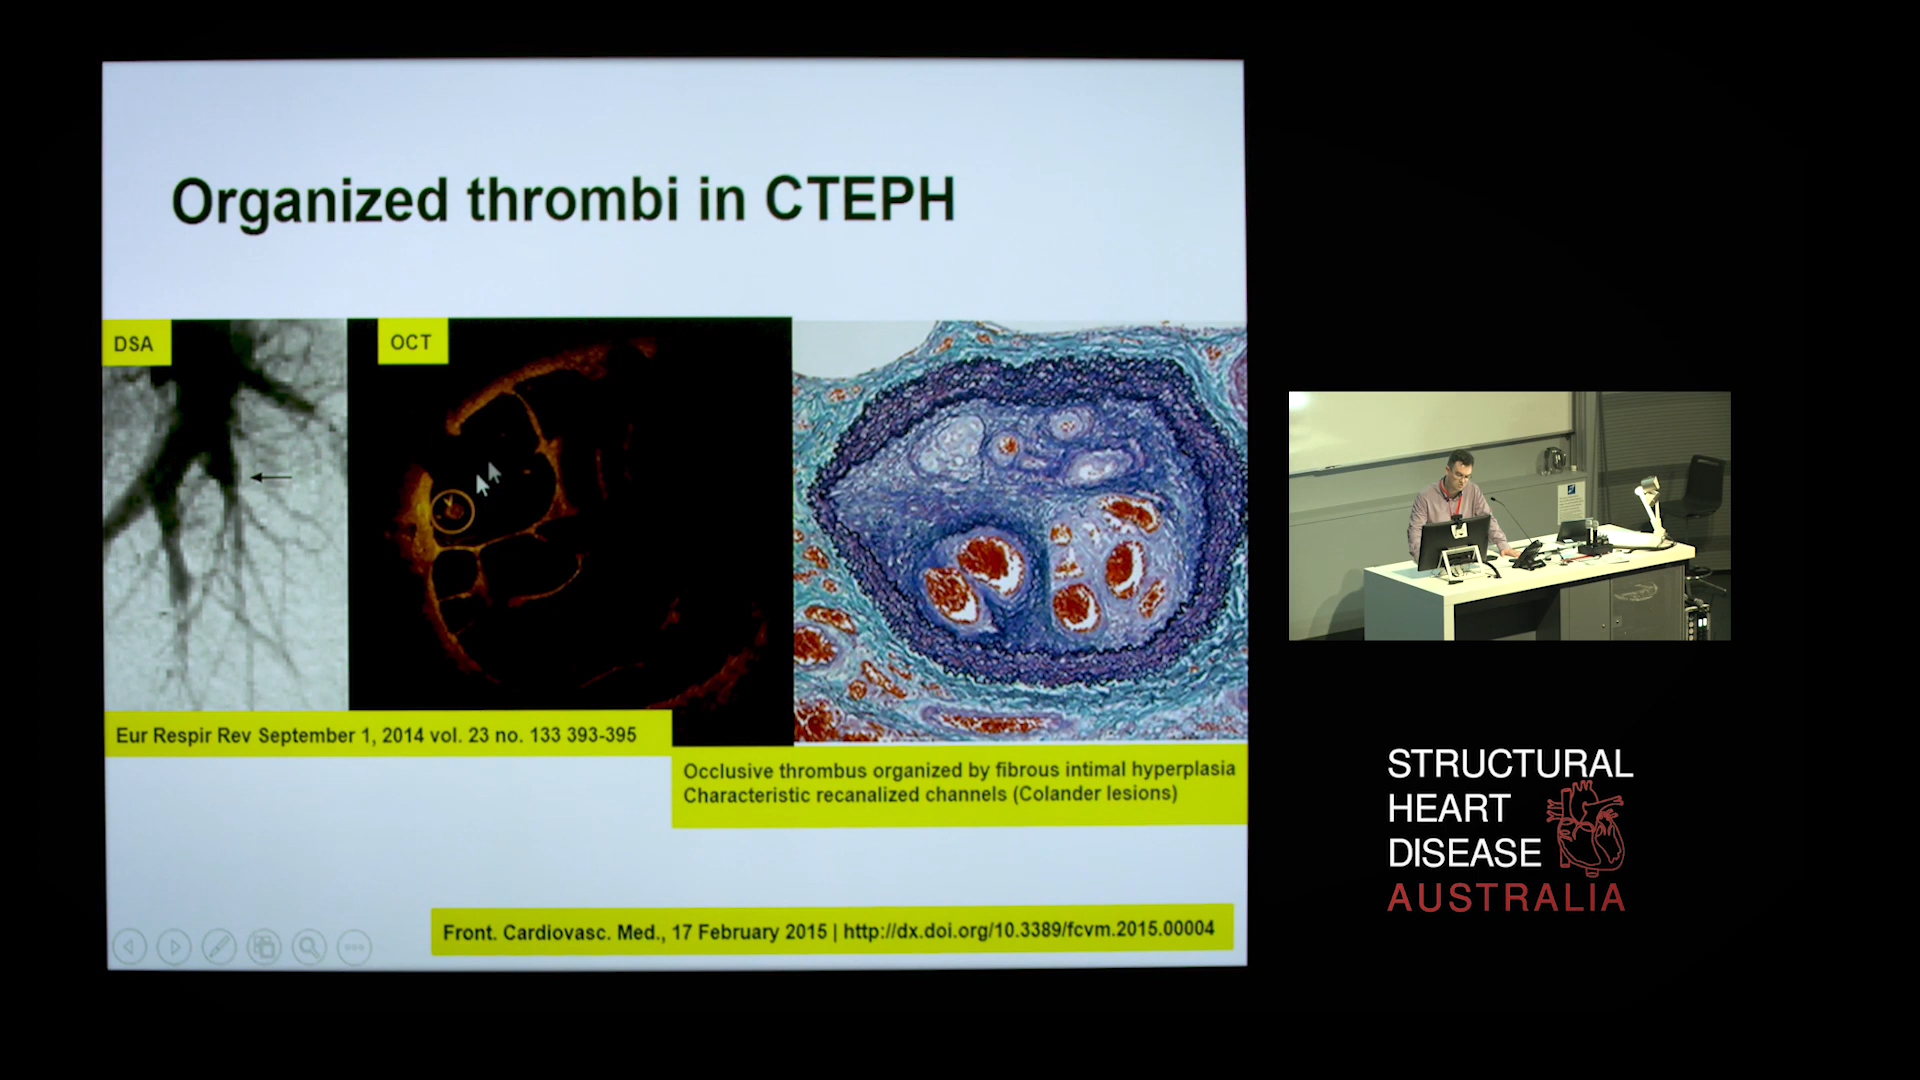 Organized thrombi in CTEPH
DSA
OCT
Eur Respir Rev September 1, 2014 vol. 23 no. 133 393-395
Occlusive thrombus organized by fibrous intimal hyperplasia
Characteristic recanalized channels (Colander lesions)
Front. Cardiovasc. Med., 17 February 2015 | http://dx.doi.org/10.3389/fcvm.2015.00004
STRUCTURAL
HEART
DISEASE
AUSTRALIA